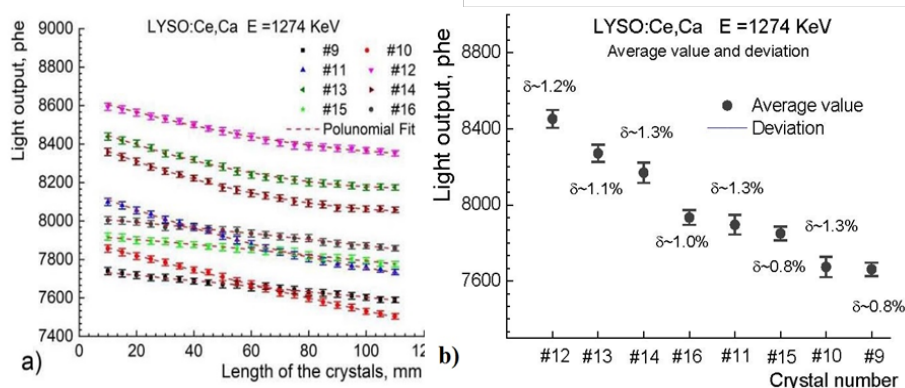 LYSO:Ce,Ca E =1274 KeV
#9 #10
#11 #12
#13 #14
#15 #16
Polunomial Fit
Light output, phe
9000
8800
8600
8400
8200
8000
7800
7600
7400
0 20 40 60 80 100 12
Length of the crystals, mm
a)
LYSO:Ce,Ca E =1274 KeV
Average value and deviation
Average value
Deviation
Light output, phe
8800
8400
8000
7600
δ~1.2%
δ~1.1%
δ~1.3%
δ~1.0%
δ~1.3%
δ~0.8%
δ~1.3%
δ~0.8%
#12 #13 #14 #16 #11 #15 #10 #9
Crystal number
b)